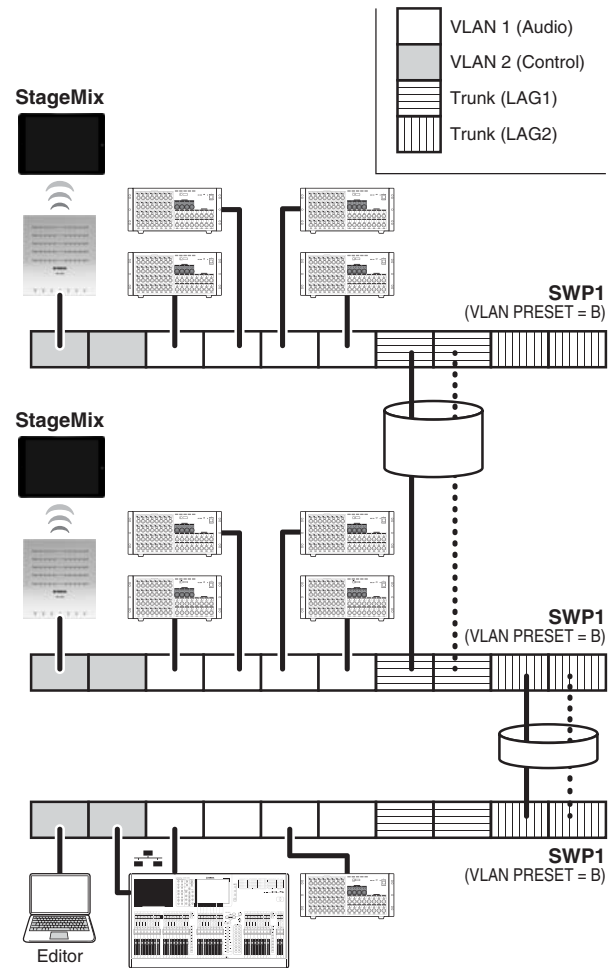 VLAN 1 (Audio)
VLAN 2 (Control)
Trunk (LAG1)
Trunk (LAG2)
StageMix
SWP1
(VLAN PRESET = B)
StageMix
SWP1
(VLAN PRESET = B)
SWP1
(VLAN PRESET = B)
Editor